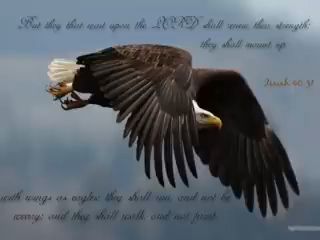 But they that wait upon the LORD shall renew their strength;
they shall mount up
Isaiah 40:31
with wings as eagles; they shall run, and not be
weary; and they shall walk, and not faint.